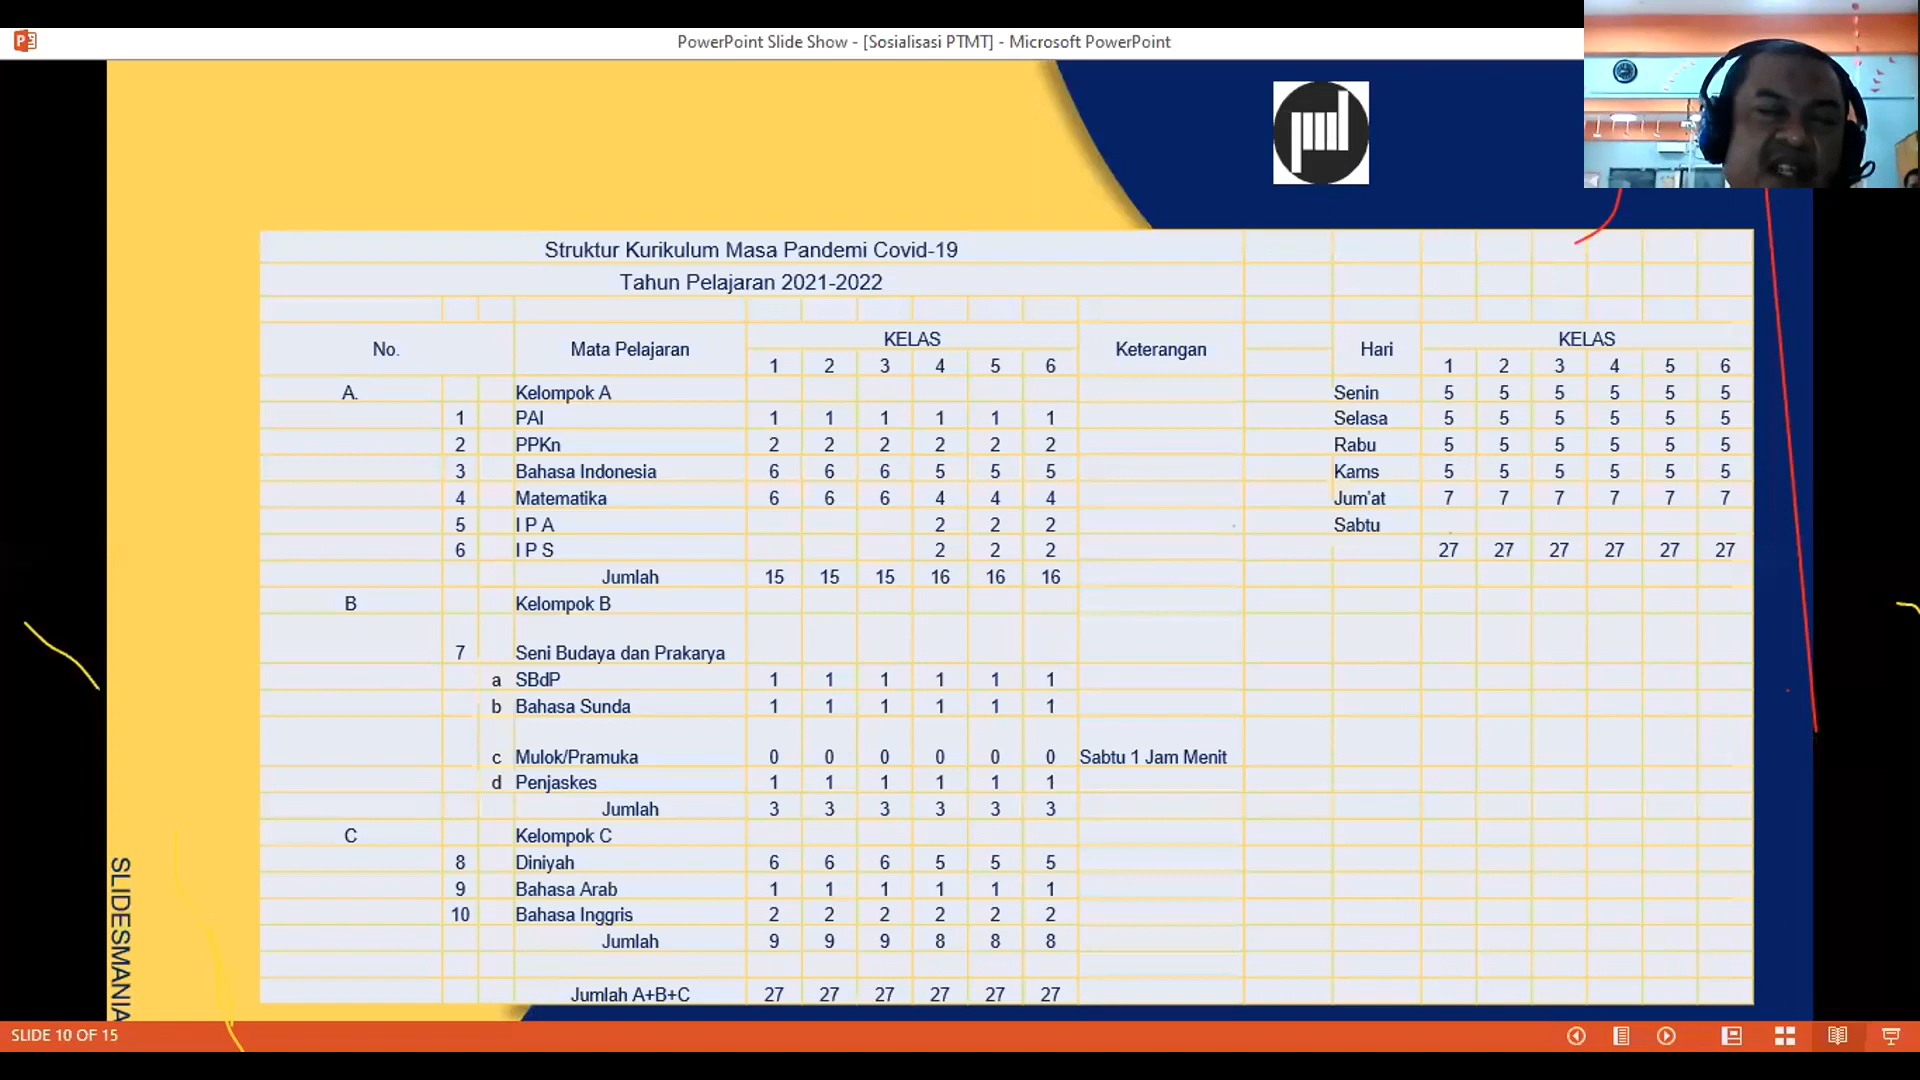 PowerPoint Slide Show - [Sosialisasi PTMT] - Microsoft PowerPoint
Struktur Kurikulum Masa Pandemi Covid-19
Tahun Pelajaran 2021-2022
No. Mata Pelajaran KELAS Keterangan Hari KELAS
1 2 3 4 5 6 1 2 3 4 5 6
A. Kelompok A Senin 5 5 5 5 5 5
1 PAI 1 1 1 1 1 1 Selasa 5 5 5 5 5 5
2 PPKn 2 2 2 2 2 2 Rabu 5 5 5 5 5 5
3 Bahasa Indonesia 6 6 6 5 5 5 Kams 5 5 5 5 5 5
4 Matematika 6 6 6 4 4 4 Jum'at 7 7 7 7 7 7
5 I P A 2 2 2 Sabtu
6 I P S 2 2 2 27 27 27 27 27 27
Jumlah 15 15 15 16 16 16
B Kelompok B
7 Seni Budaya dan Prakarya
a SBdP 1 1 1 1 1 1
b Bahasa Sunda 1 1 1 1 1 1
c Mulok/Pramuka 0 0 0 0 0 0 Sabtu 1 Jam Menit
d Penjaskes 1 1 1 1 1 1
Jumlah 3 3 3 3 3 3
C Kelompok C
8 Diniyah 6 6 6 5 5 5
9 Bahasa Arab 1 1 1 1 1 1
10 Bahasa Inggris 2 2 2 2 2 2
Jumlah 9 9 9 8 8 8
Jumlah A+B+C 27 27 27 27 27 27
SLIDESMANIA
SLIDE 10 OF 15